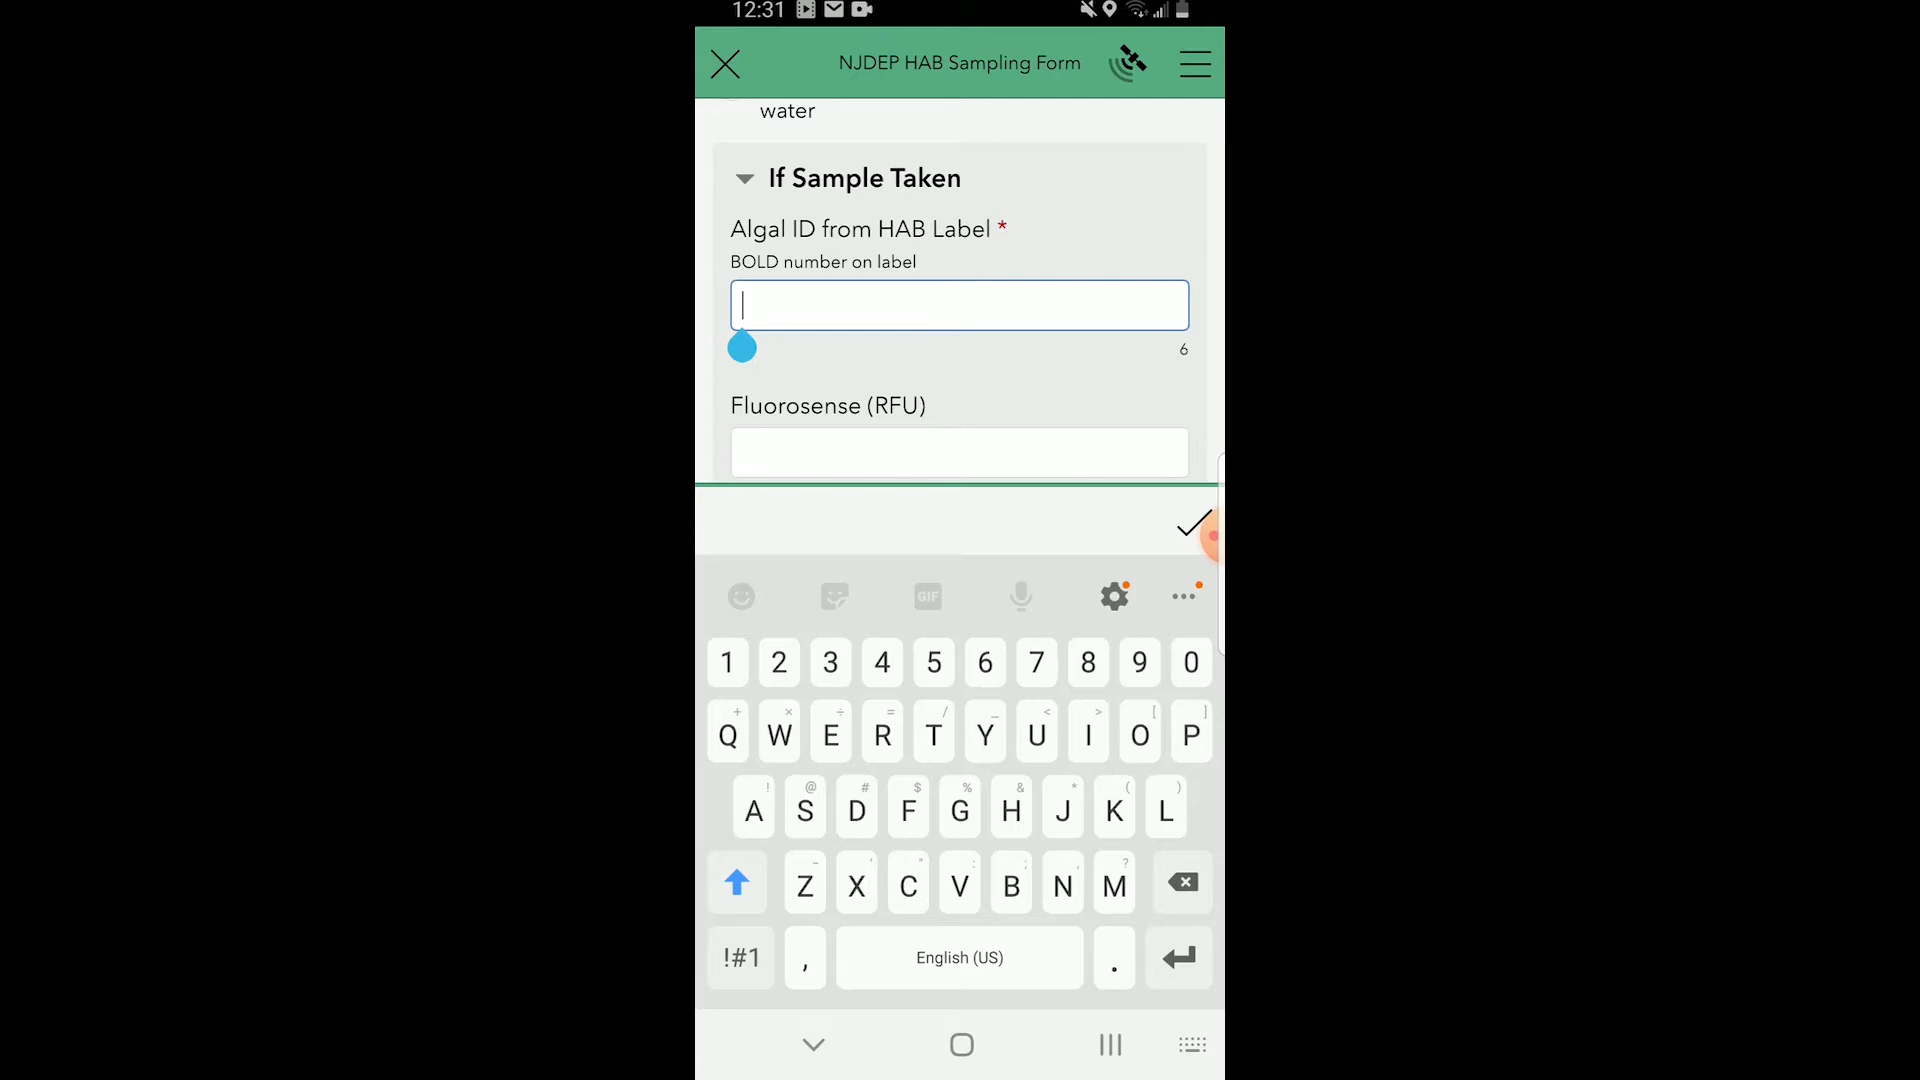 12:31
NJDEP HAB Sampling Form
water
If Sample Taken
Algal ID from HAB Label *
BOLD number on label
6
Fluorosense (RFU)
GIF
1 2 3 4 5 6 7 8 9 0
+ × ÷ = / _ < > [ ]
Q W E R T Y U I O P
! @ # $ % & * ( )
A S D F G H J K L
- ' " : ; , ?
Z X C V B N M
!#1 , English (US) .